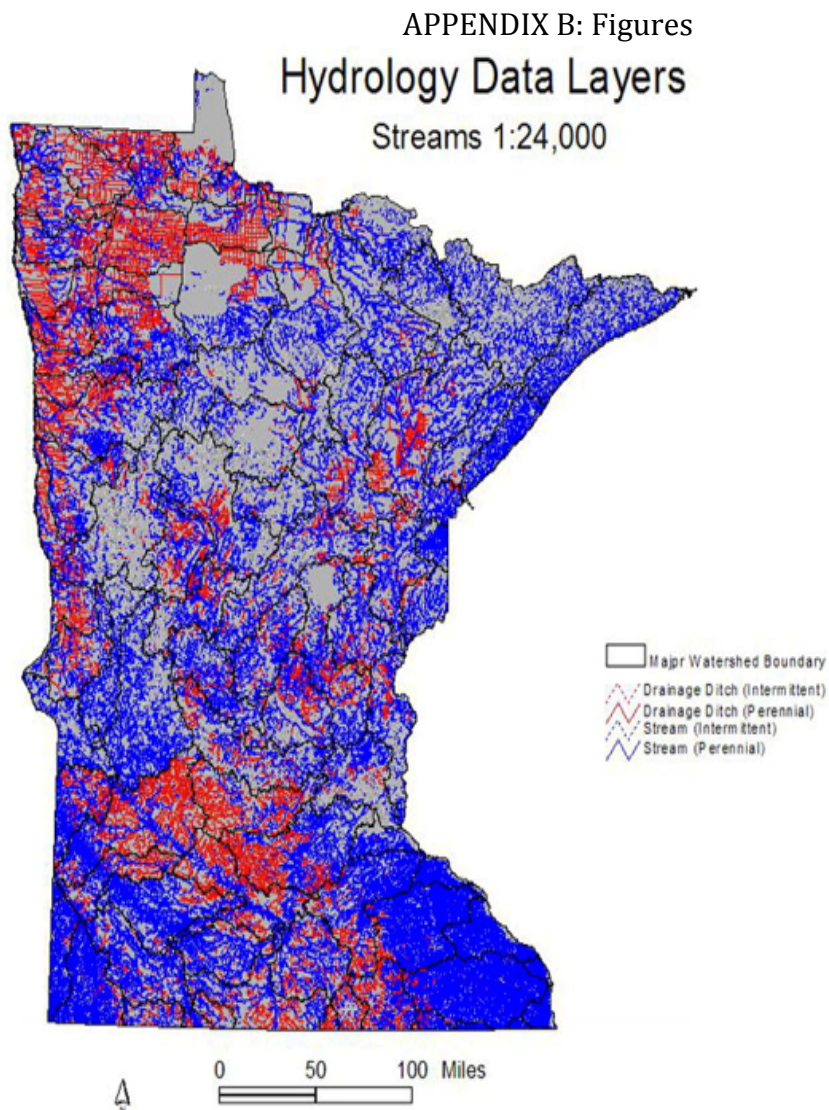 APPENDIX B: Figures
Hydrology Data Layers
Streams 1:24,000
Majpr Watershed Boundary
Drainage Ditch (Intermittent)
Drainage Ditch (Perennial)
Stream (Intermittent)
Stream (Perennial)
0 50 100 Miles